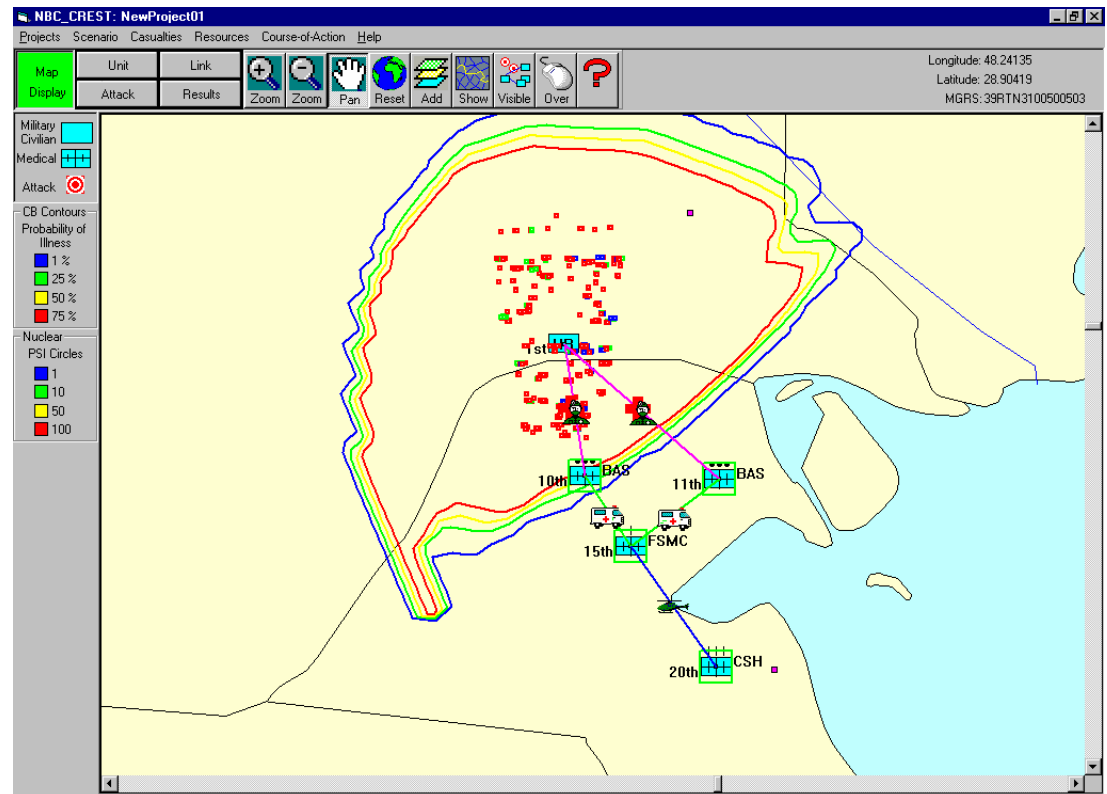 NBC_CREST: NewProject01
Projects Scenario Casualties Resources Course-of-Action Help
Map Display
Unit
Link
Attack
Results
Zoom
Zoom
Pan
Reset
Add
Show
Visible
Over
Longitude: 48.24135
Latitude: 28.90419
MGRS: 39RTN3100500503
Military
Civilian
Medical
Attack
CB Contours
Probability of
Illness
1 %
25 %
50 %
75 %
Nuclear
PSI Circles
1
10
50
100
1st
10th BAS
11th BAS
15th FSMC
20th CSH